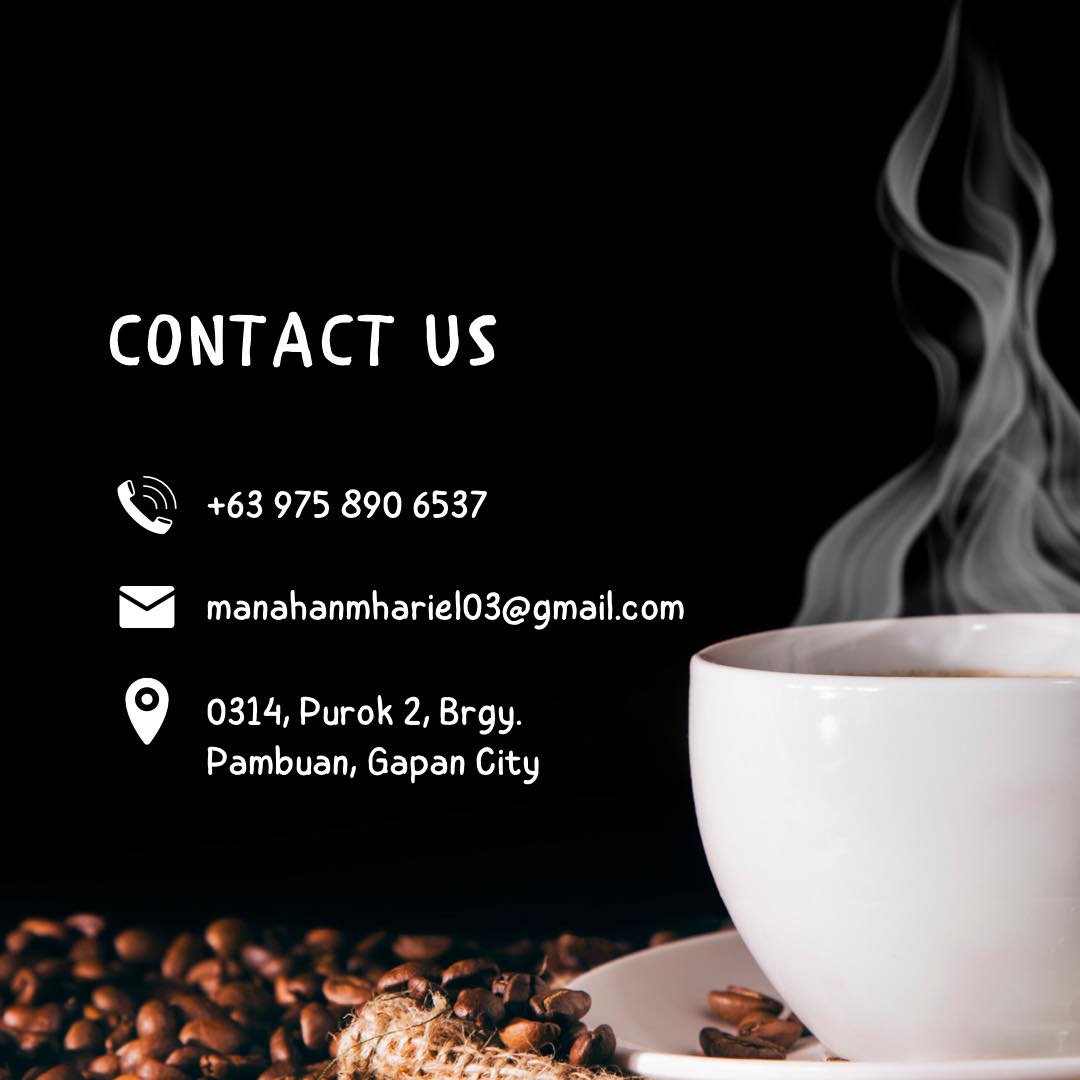 CONTACT US
+63 975 890 6537
manahanmhariel03@gmail.com
0314, Purok 2, Brgy.
Pambuan, Gapan City